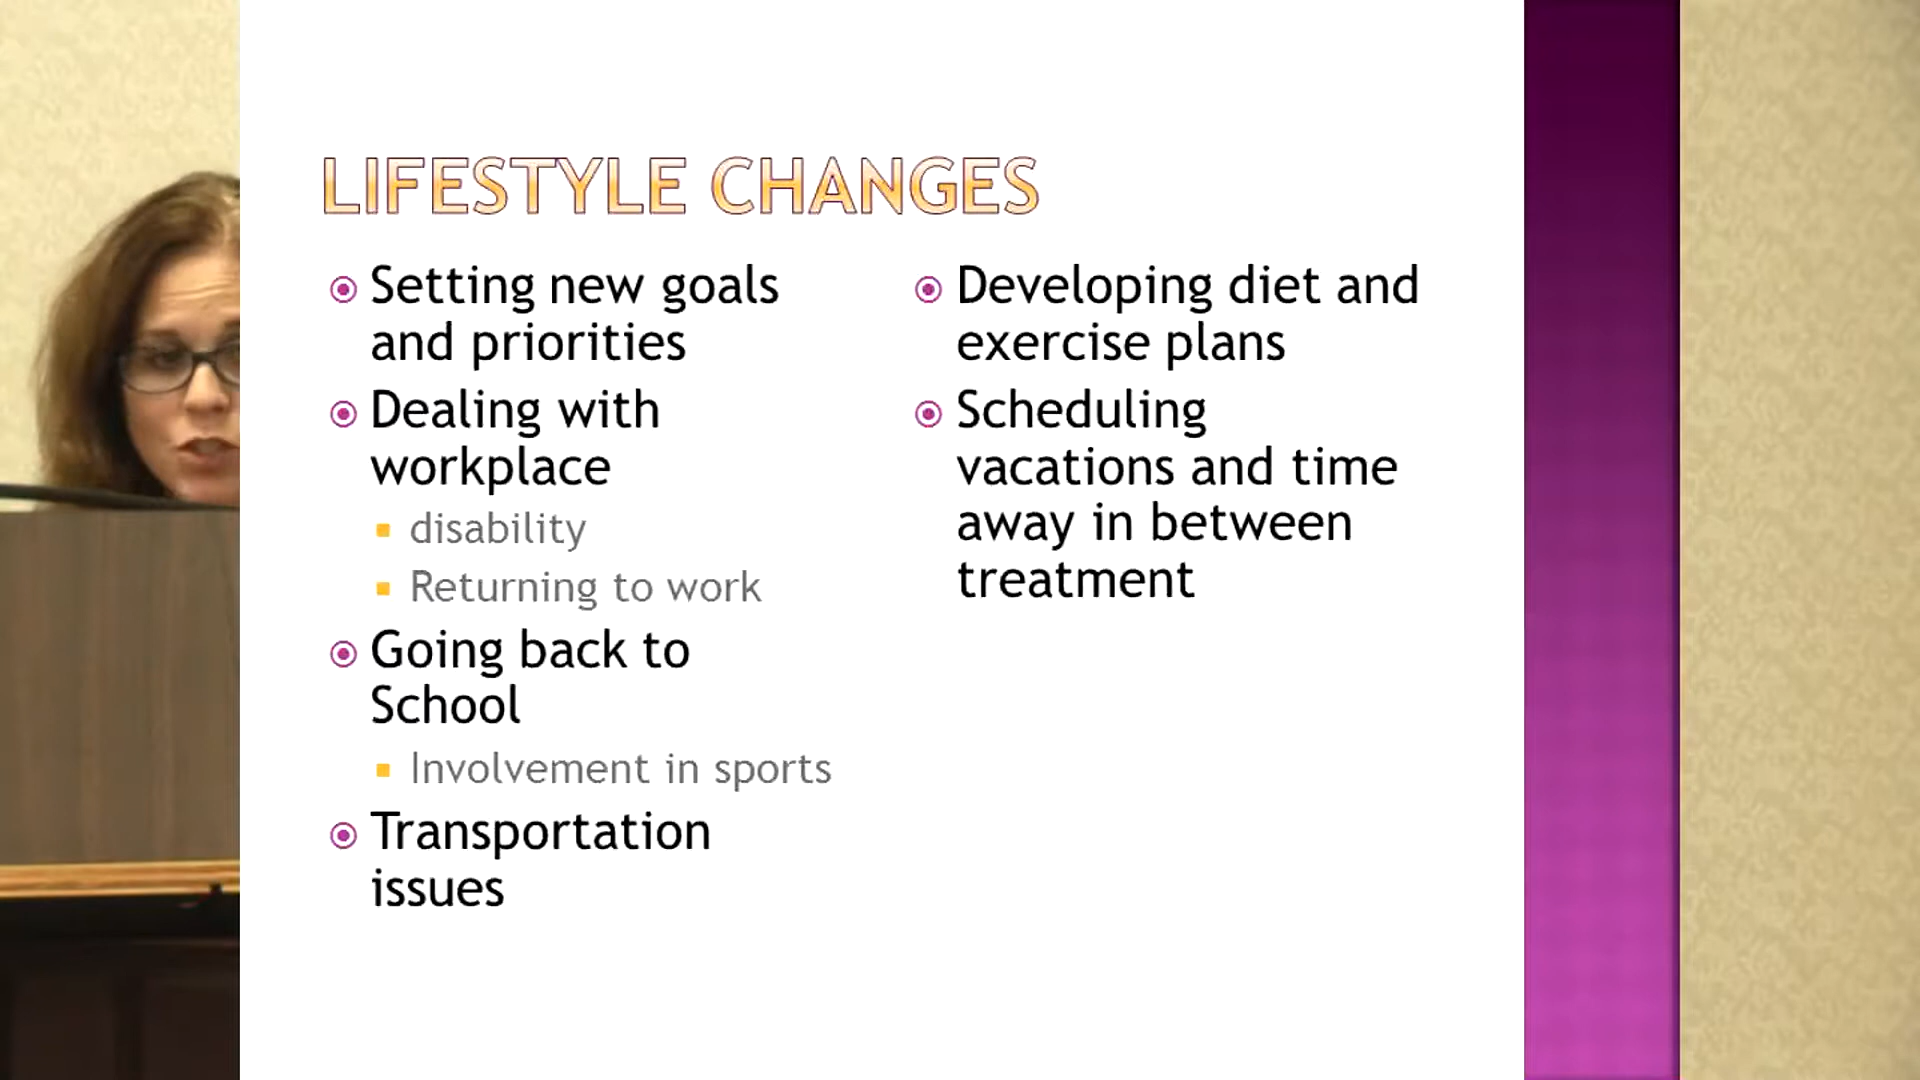 LIFESTYLE CHANGES
Setting new goals
and priorities
Dealing with
workplace
disability
Returning to work
Going back to
School
Involvement in sports
Transportation
issues
Developing diet and
exercise plans
Scheduling
vacations and time
away in between
treatment